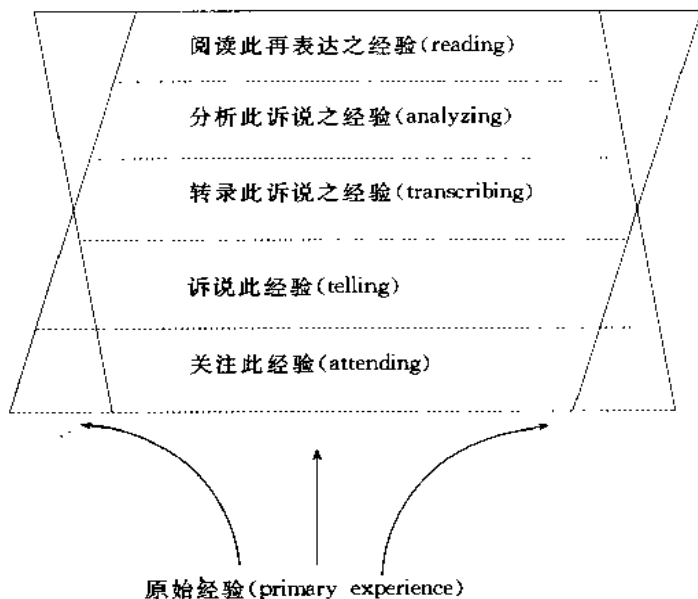 阅读此再表达之经验(reading)
分析此诉说之经验(analyzing)
转录此诉说之经验(transcribing)
诉说此经验(telling)
关注此经验(attending)
原始经验(primary experience)